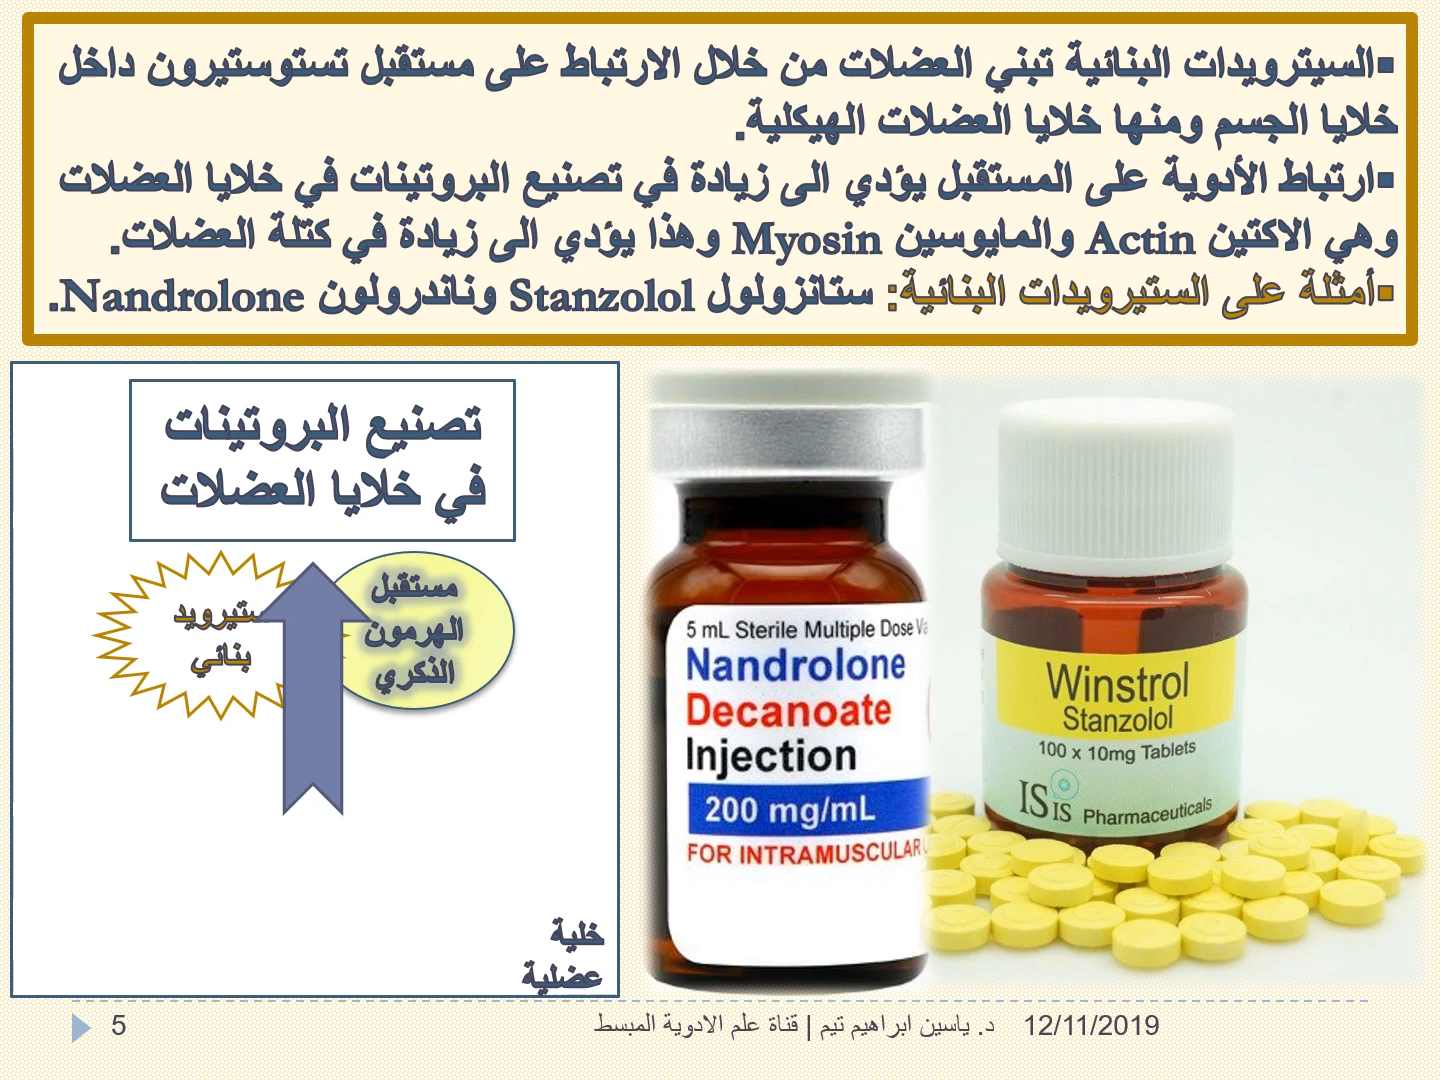 ▪السيترويدات البنائية تبني العضلات من خلال الارتباط على مستقبل تستوستيرون داخل
خلايا الجسم ومنها خلايا العضلات الهيكلية.
▪ارتباط الأدوية على المستقبل يؤدي الى زيادة في تصنيع البروتينات في خلايا العضلات
وهي الاكتين Actin والمايوسين Myosin وهذا يؤدي الى زيادة في كتلة العضلات.
▪أمثلة على الستيرويدات البنائية: ستانزولول Stanzolol وناندرولون Nandrolone.
تصنيع البروتينات
في خلايا العضلات
مستقبل
الهرمون
الذكري
ستيرويد
بنائي
خلية
عضلية
5 mL Sterile Multiple Dose
Nandrolone
Decanoate
Injection
200 mg/mL
FOR INTRAMUSCULAR
Winstrol
Stanzolol
100 x 10mg Tablets
ISIS Pharmaceuticals
12/11/2019
د. ياسين ابراهيم تيم | قناة علم الادوية المبسط
5